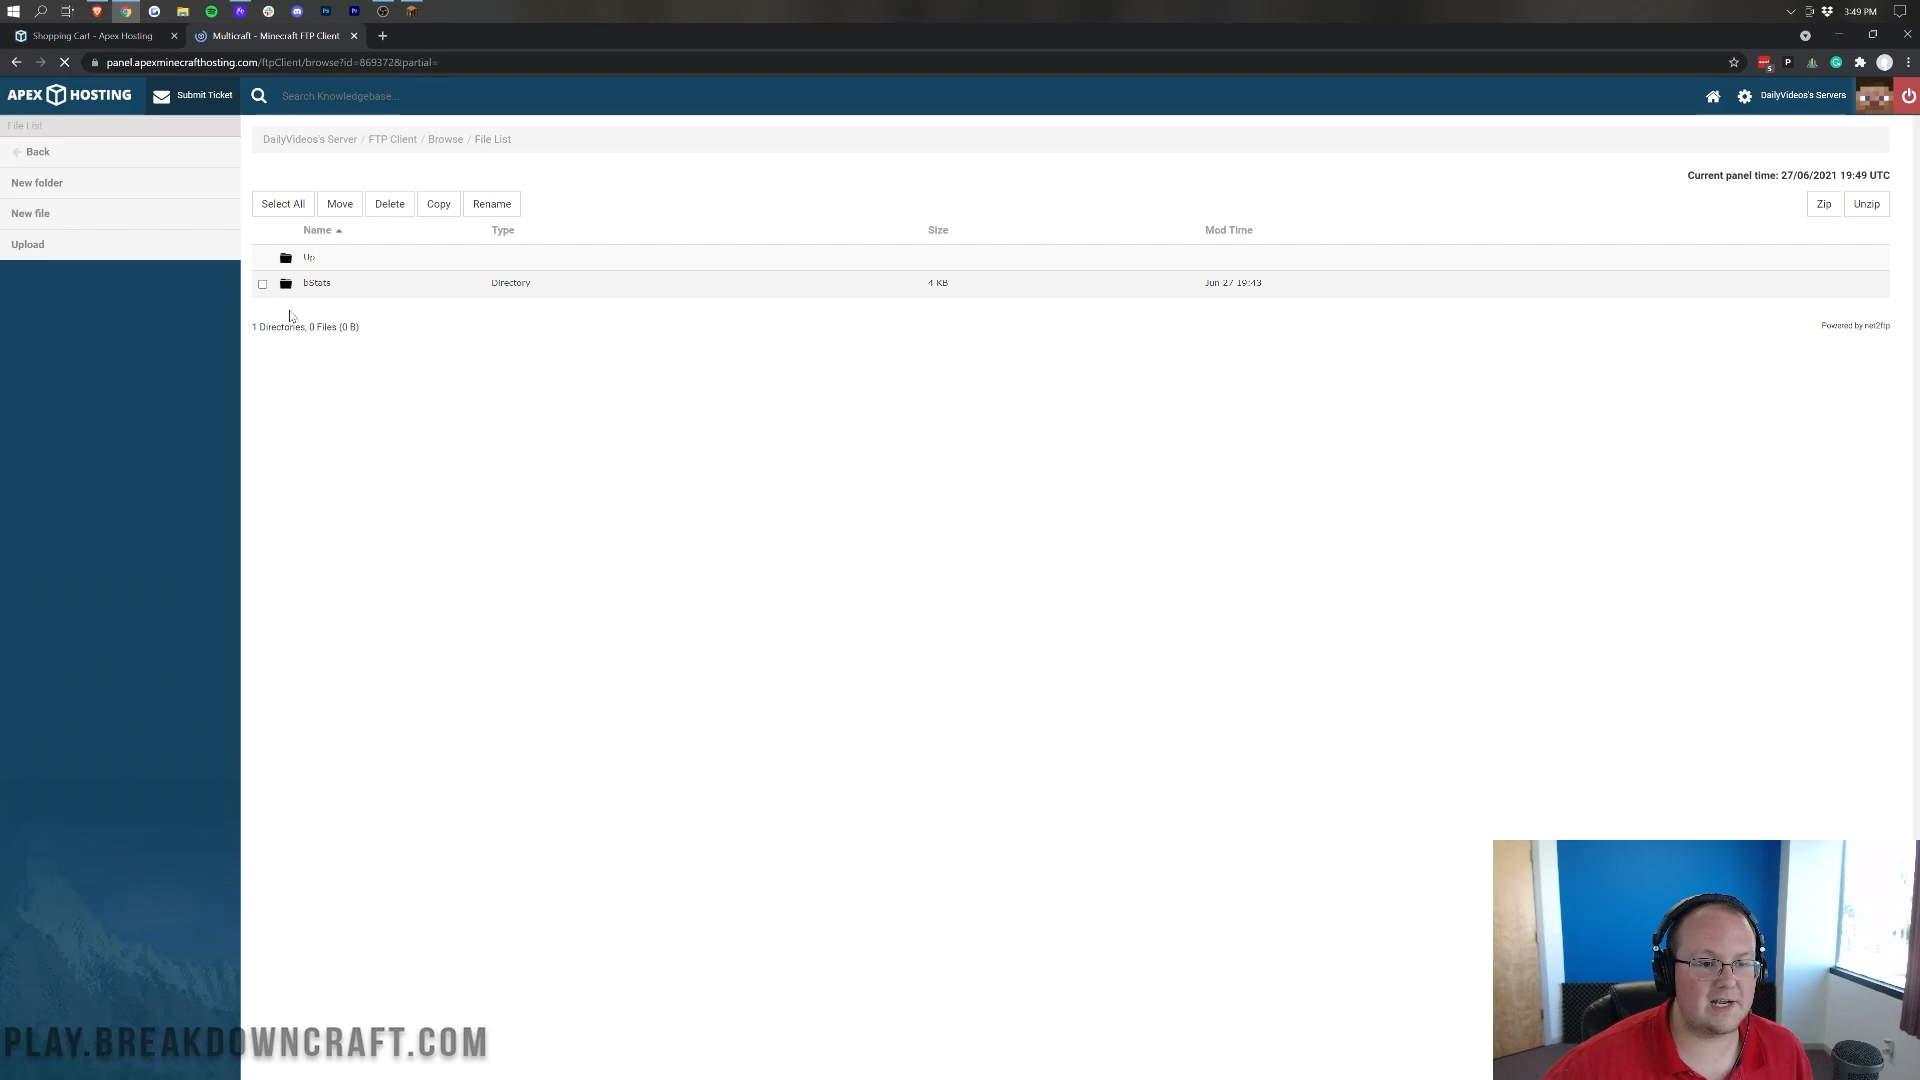 3:49 PM
Shopping Cart - Apex Hosting
Multicraft - Minecraft FTP Client
panel.apexminecrafthosting.com/ftpClient/browse?id=869372&partial=
APEX HOSTING
Submit Ticket
Search Knowledgebase...
DailyVideos's Servers
File List
Back
New folder
New file
Upload
DailyVideos's Server / FTP Client / Browse / File List
Current panel time: 27/06/2021 19:49 UTC
Select All Move Delete Copy Rename
Zip Unzip
Name Type Size Mod Time
Up
bStats Directory 4 KB Jun 27 19:43
1 Directories, 0 Files (0 B)
Powered by net2ftp
PLAY.BREAKDOWNCRAFT.COM